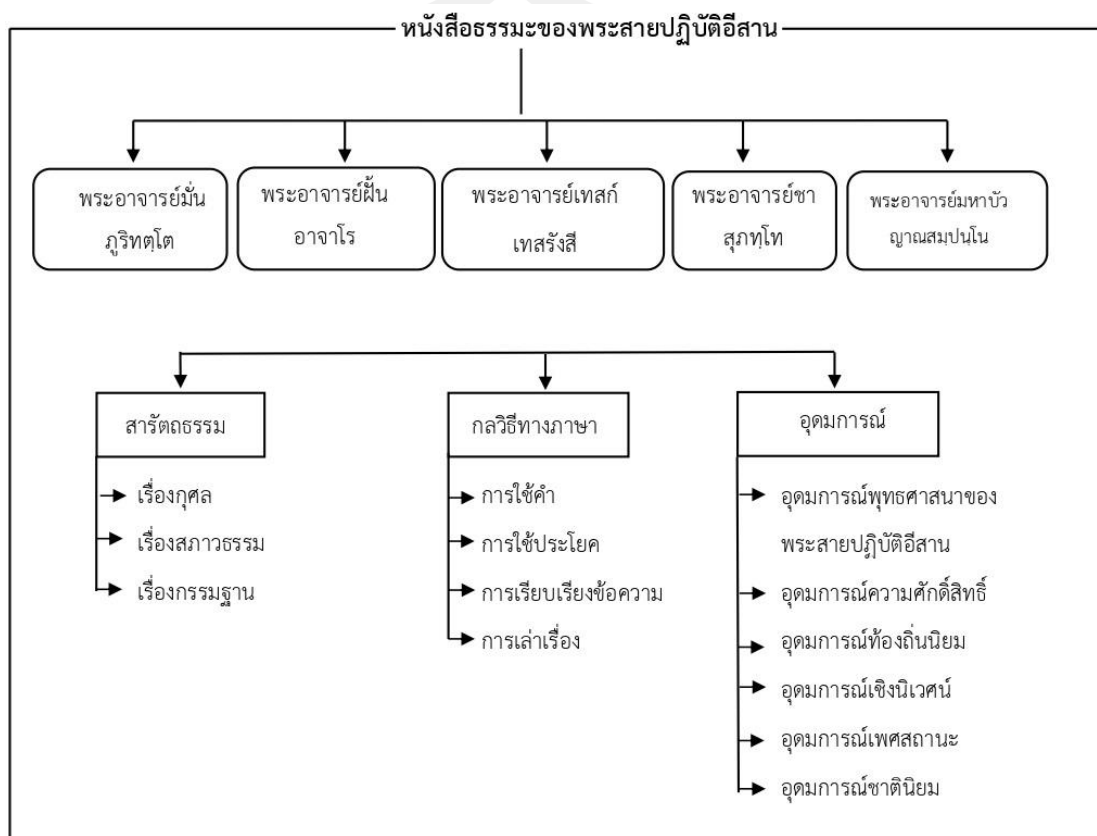 หนังสือธรรมะของพระสายปฏิบัติอีสาน
พระอาจารย์มั่น
ภูริทตฺโต
พระอาจารย์ฝั้น
อาจาโร
พระอาจารย์เทสก์
เทสรังสี
พระอาจารย์ชา
สุภทฺโท
พระอาจารย์มหาบัว
ญาณสมฺปนฺโน
สารัตถธรรม
เรื่องกุศล
เรื่องสภาวธรรม
เรื่องกรรมฐาน
กลวิธีทางภาษา
การใช้คำ
การใช้ประโยค
การเรียบเรียงข้อความ
การเล่าเรื่อง
อุดมการณ์
อุดมการณ์พุทธศาสนาของ
พระสายปฏิบัติอีสาน
อุดมการณ์ความศักดิ์สิทธิ์
อุดมการณ์ท้องถิ่นนิยม
อุดมการณ์เชิงนิเวศน์
อุดมการณ์เพศสถานะ
อุดมการณ์ชาตินิยม